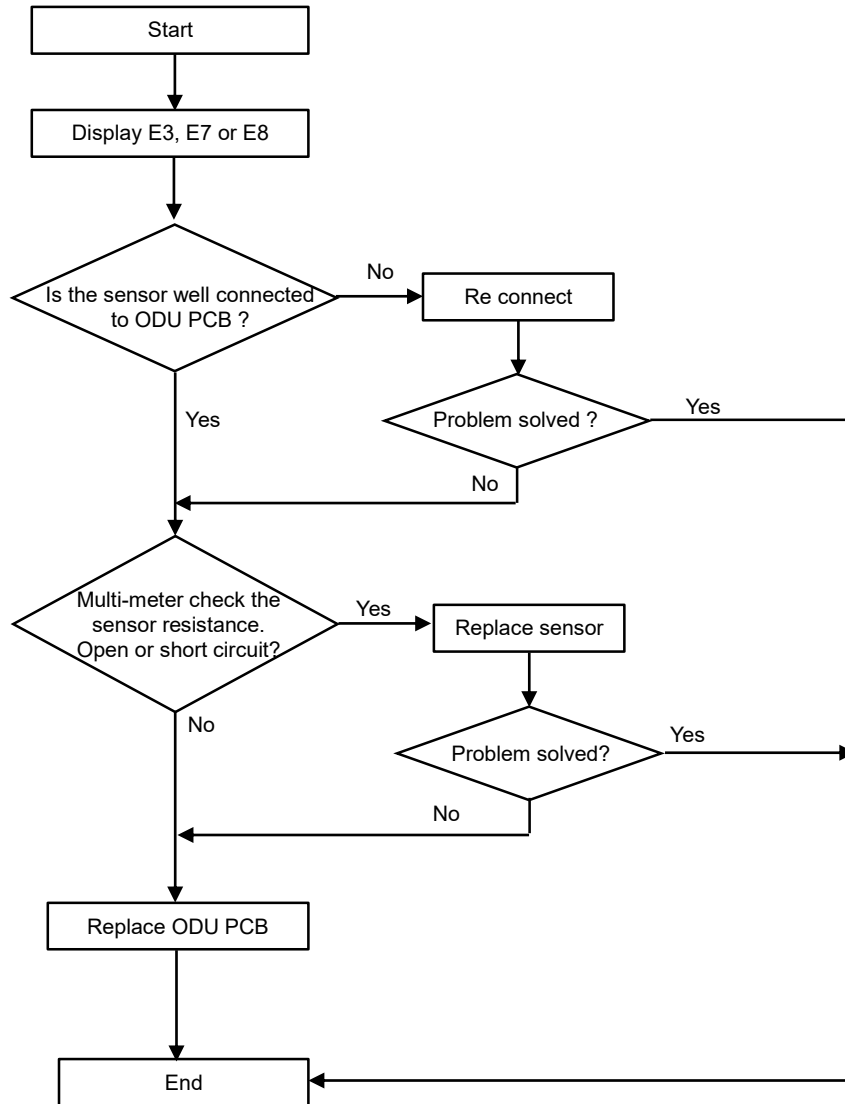 Start
Display E3, E7 or E8
Is the sensor well connected
to ODU PCB ?
No
Re connect
Yes
Problem solved ?
Yes
No
Multi-meter check the
sensor resistance.
Open or short circuit?
Yes
Replace sensor
No
Problem solved?
Yes
No
Replace ODU PCB
End